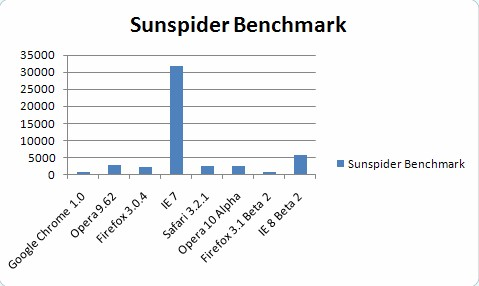 Sunspider Benchmark
35000
30000
25000
20000
15000
10000
5000
0
Google Chrome 1.0
Opera 9.62
Firefox 3.0.4
IE 7
Safari 3.2.1
Opera 10 Alpha
Firefox 3.1 Beta 2
IE 8 Beta 2
Sunspider Benchmark